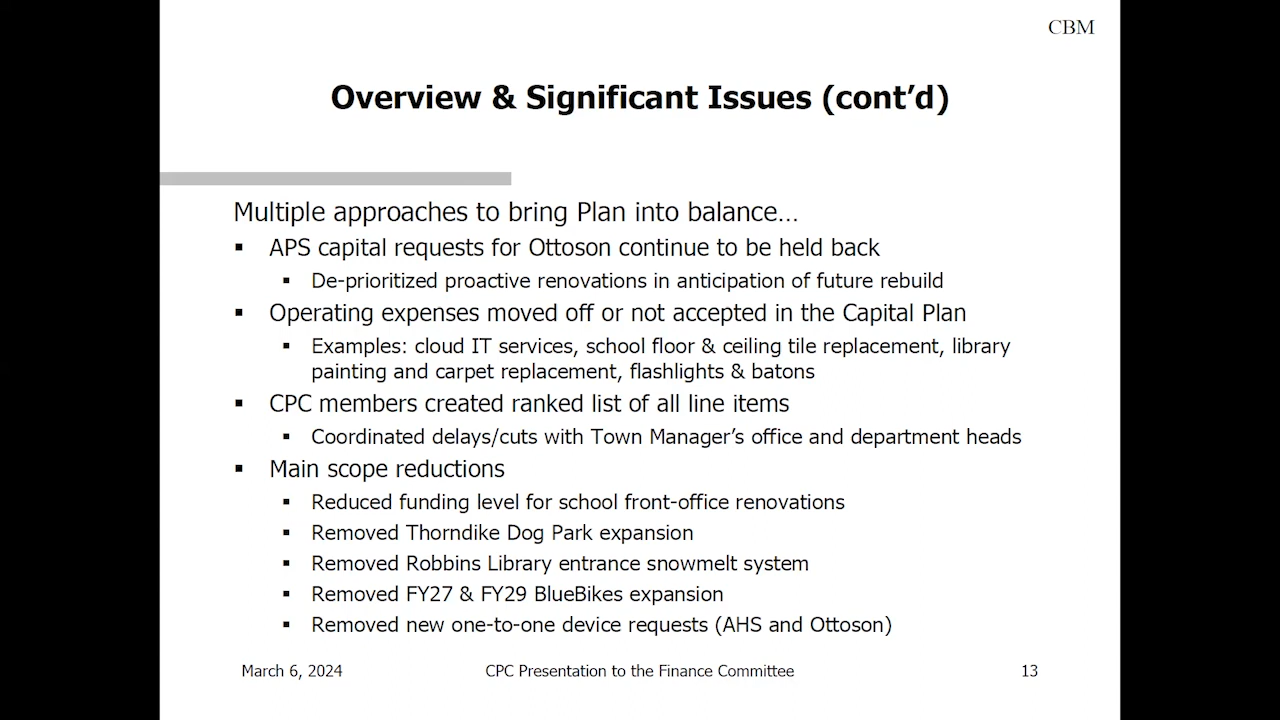 CBM
Overview & Significant Issues (cont’d)
Multiple approaches to bring Plan into balance…
▪ APS capital requests for Ottoson continue to be held back
▪ De-prioritized proactive renovations in anticipation of future rebuild
▪ Operating expenses moved off or not accepted in the Capital Plan
▪ Examples: cloud IT services, school floor & ceiling tile replacement, library
painting and carpet replacement, flashlights & batons
▪ CPC members created ranked list of all line items
▪ Coordinated delays/cuts with Town Manager’s office and department heads
▪ Main scope reductions
▪ Reduced funding level for school front-office renovations
▪ Removed Thorndike Dog Park expansion
▪ Removed Robbins Library entrance snowmelt system
▪ Removed FY27 & FY29 BlueBikes expansion
▪ Removed new one-to-one device requests (AHS and Ottoson)
March 6, 2024 CPC Presentation to the Finance Committee 13